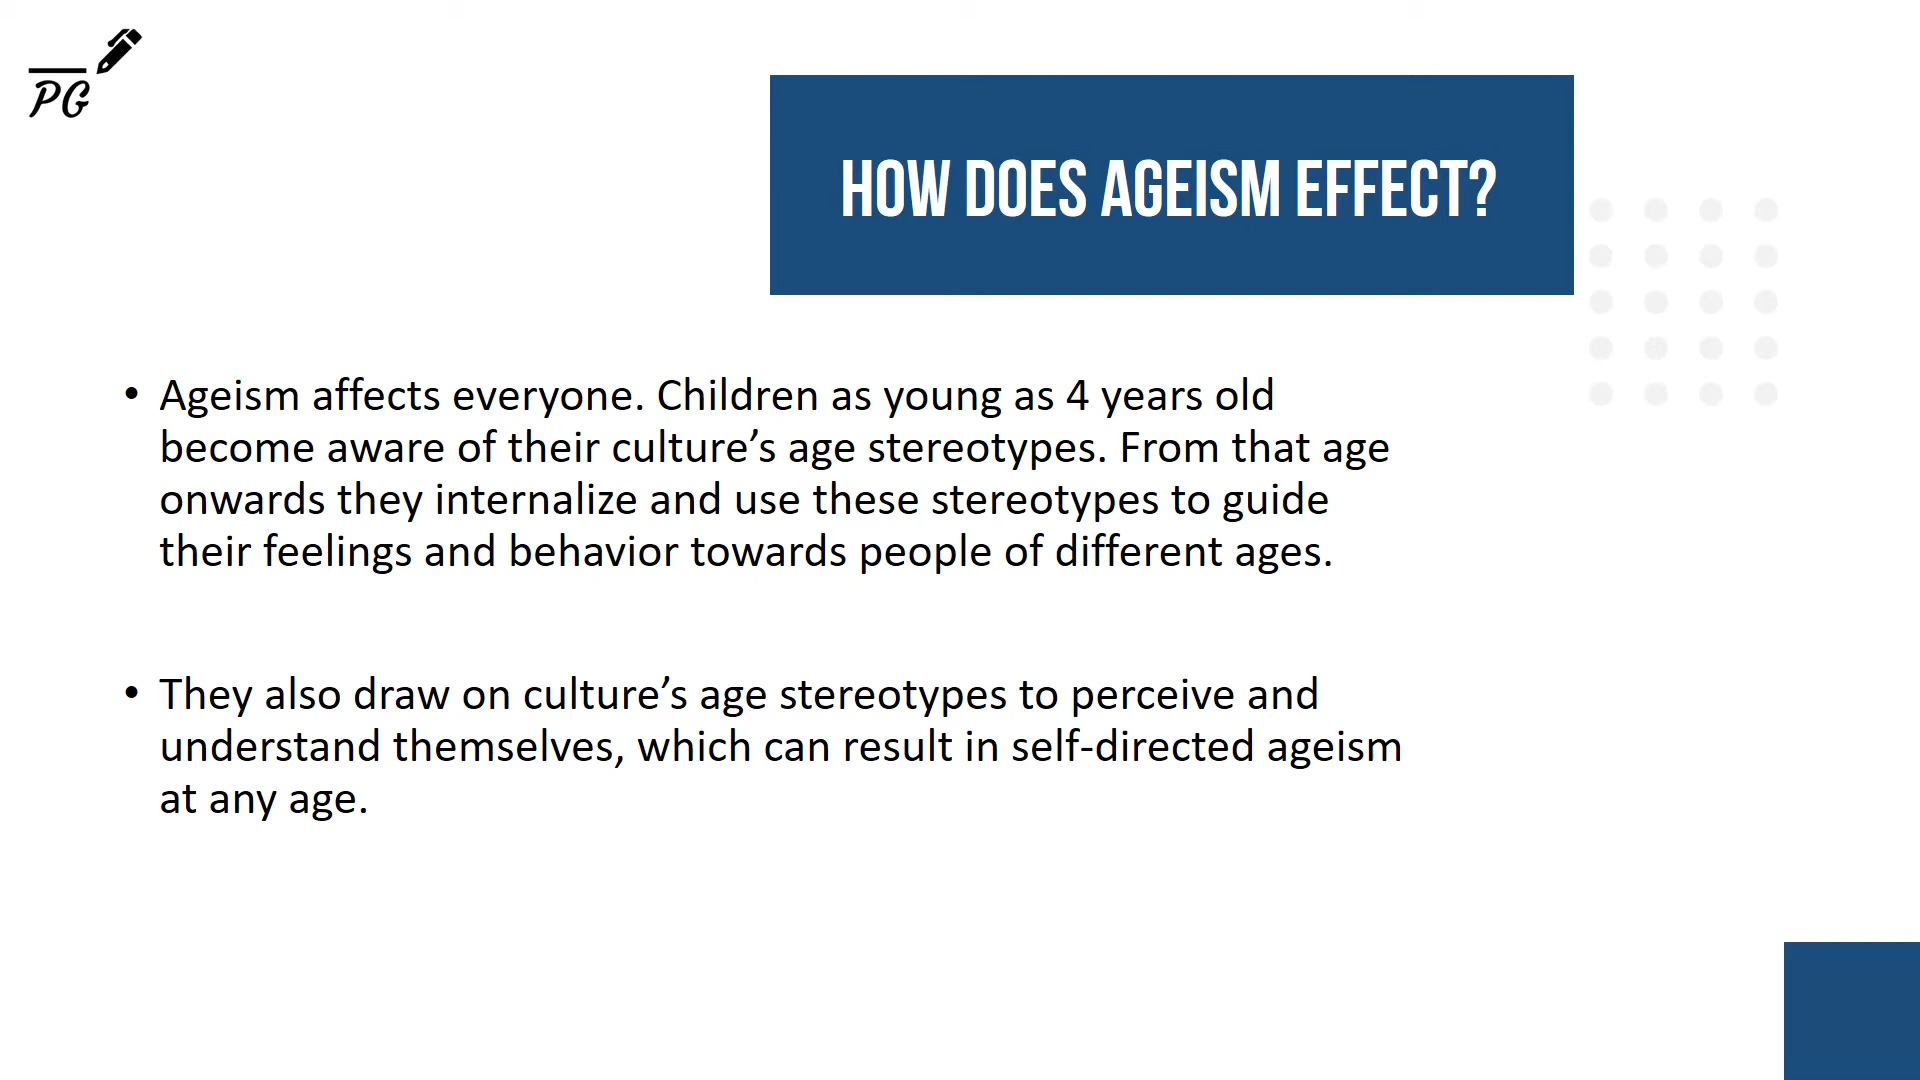 PG
HOW DOES AGEISM EFFECT?
• Ageism affects everyone. Children as young as 4 years old
become aware of their culture’s age stereotypes. From that age
onwards they internalize and use these stereotypes to guide
their feelings and behavior towards people of different ages.
• They also draw on culture’s age stereotypes to perceive and
understand themselves, which can result in self-directed ageism
at any age.